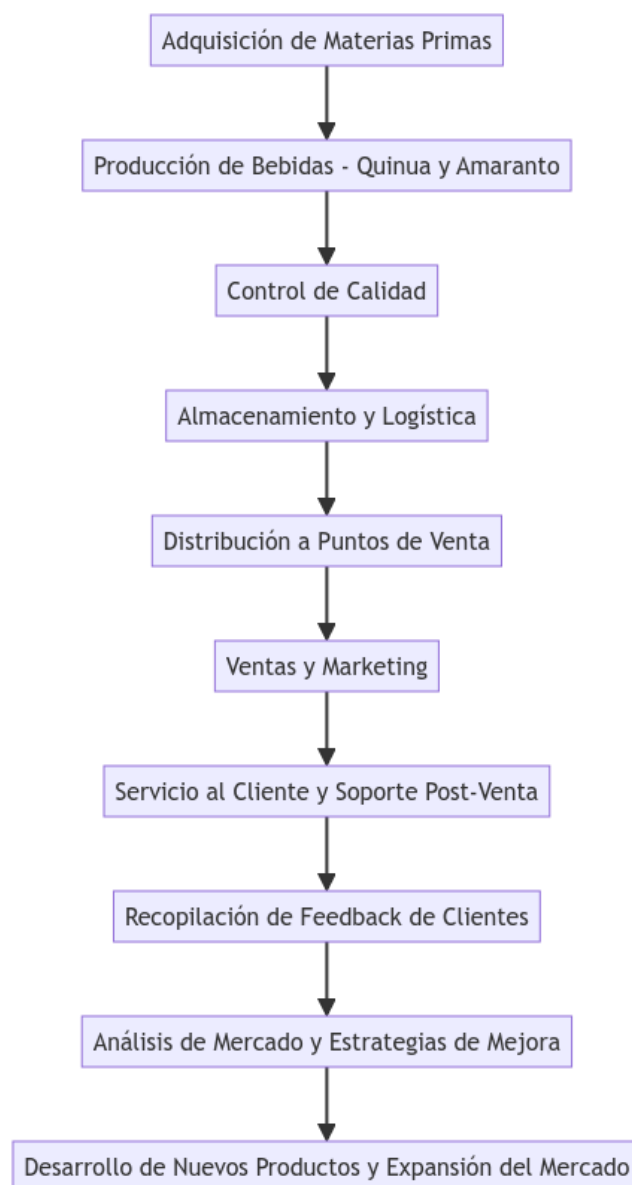 Adquisición de Materias Primas
Producción de Bebidas - Quinua y Amaranto
Control de Calidad
Almacenamiento y Logística
Distribución a Puntos de Venta
Ventas y Marketing
Servicio al Cliente y Soporte Post-Venta
Recopilación de Feedback de Clientes
Análisis de Mercado y Estrategias de Mejora
Desarrollo de Nuevos Productos y Expansión del Mercado